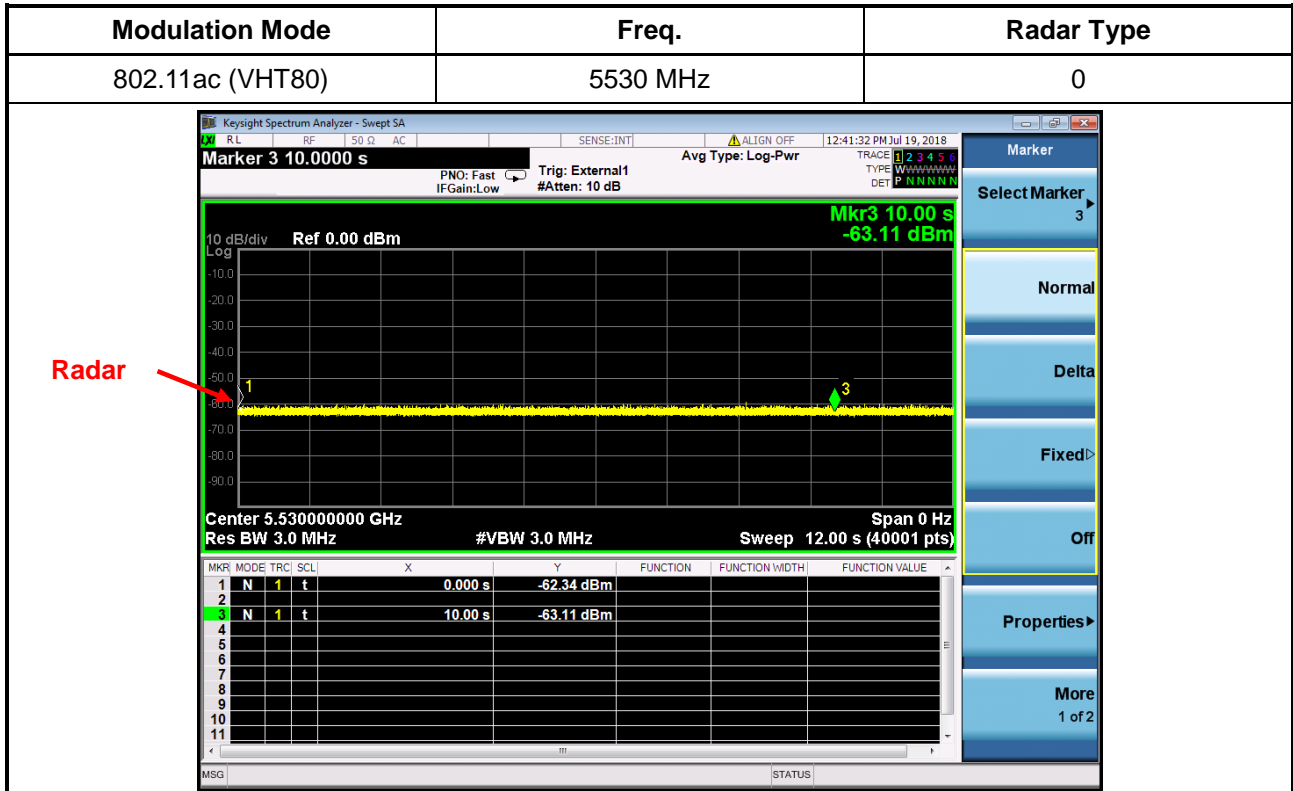 Modulation Mode Freq. Radar Type
802.11ac (VHT80) 5530 MHz 0
Keysight Spectrum Analyzer - Swept SA
LXI RL RF 50 Ω AC SENSE:INT ALIGN OFF 12:41:32 PM Jul 19, 2018
Marker 3 10.0000 s
PNO: Fast
IFGain:Low
Trig: External1
#Atten: 10 dB
Avg Type: Log-Pwr
TRACE 1 2 3 4 5 6
TYPE WWWWWW
DET P N N N N N
Mkr3 10.00 s
-63.11 dBm
10 dB/div Ref 0.00 dBm
Log
-10.0
-20.0
-30.0
-40.0
-50.0
-60.0
-70.0
-80.0
-90.0
Radar
1
3
Center 5.530000000 GHz Span 0 Hz
Res BW 3.0 MHz #VBW 3.0 MHz Sweep 12.00 s (40001 pts)
MKR MODE TRC SCL X Y FUNCTION FUNCTION WIDTH FUNCTION VALUE
1 N 1 t 0.000 s -62.34 dBm
2
3 N 1 t 10.00 s -63.11 dBm
4
5
6
7
8
9
10
11
MSG STATUS
Marker
Select Marker
3
Normal
Delta
Fixed
Off
Properties
More
1 of 2